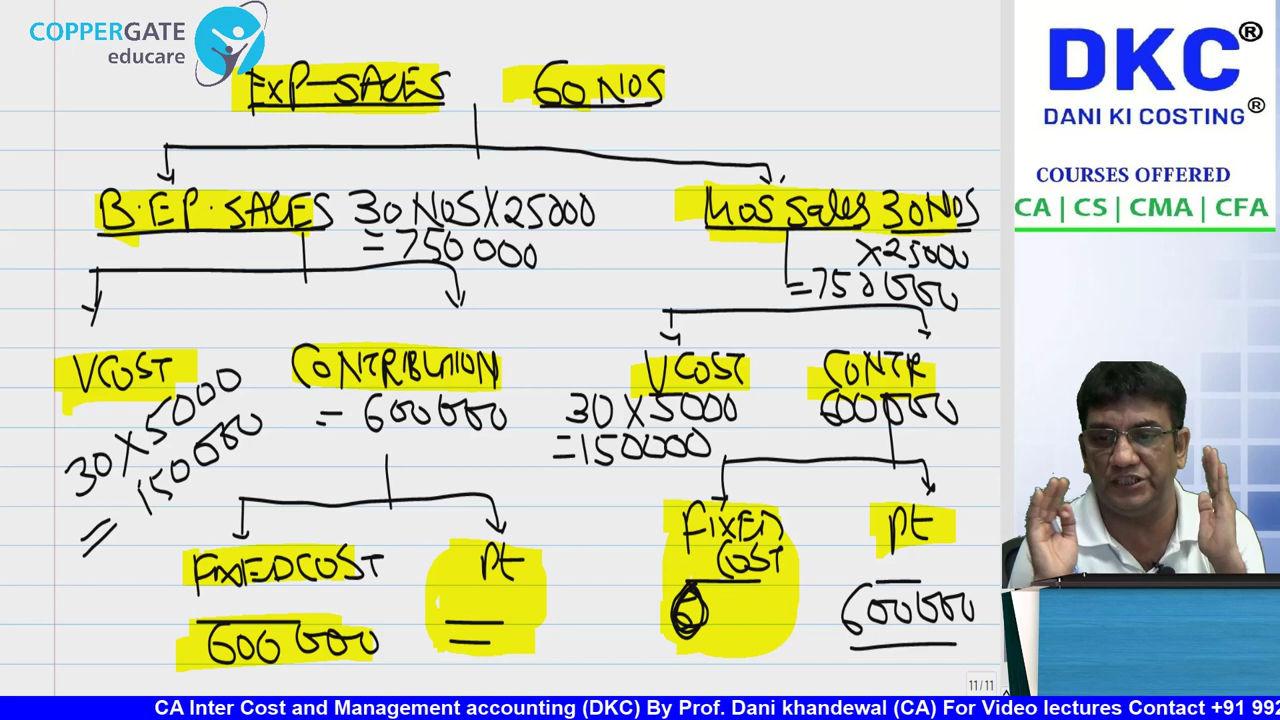 COPPERGATE
educare
EXP-SALES 60 NOS
B.EP.SALES 30 NOS X 25000
= 750000
MOS Sales 30 NOS
X 25000
= 750000
V COST
30 X 5000
= 150000
CONTRIBUTION
= 600000
V COST
30 X 5000
= 150000
CONTR
600000
FIXED COST
600000
Pt
FIXED
COST
Pt
600000
11/11
DKC®
DANI KI COSTING®
COURSES OFFERED
CA | CS | CMA | CFA
CA Inter Cost and Management accounting (DKC) By Prof. Dani khandewal (CA) For Video lectures Contact +91 992